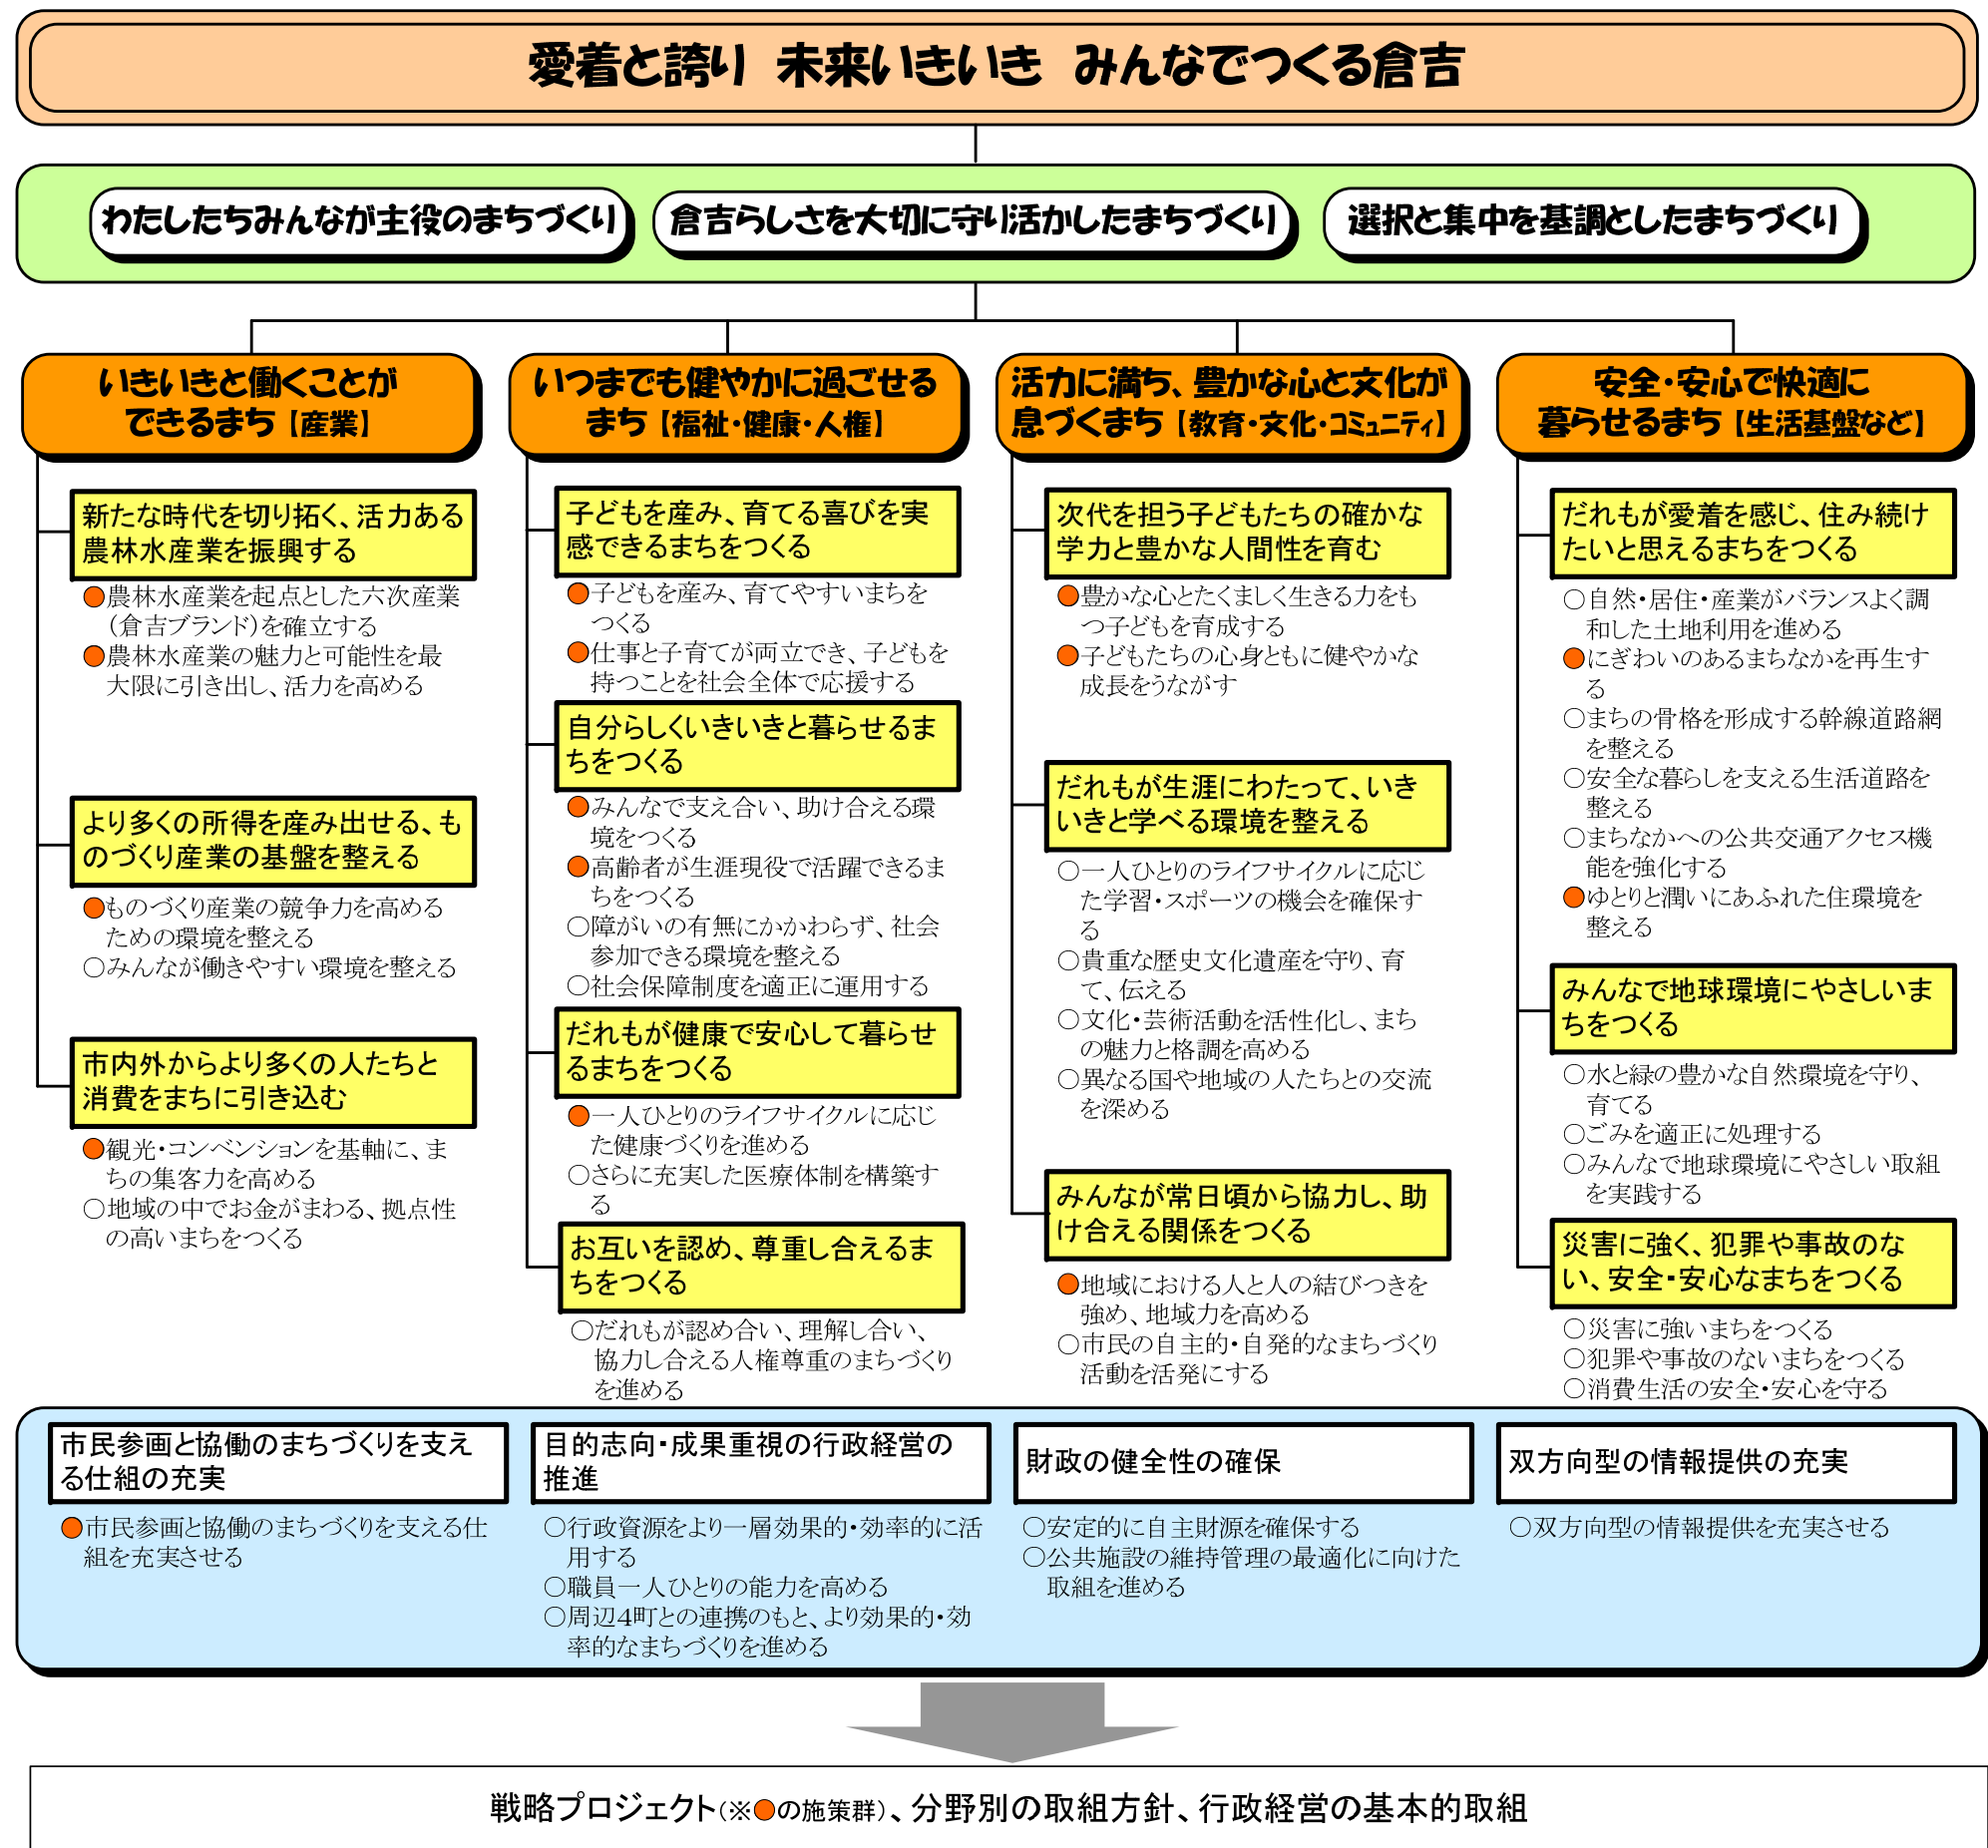 愛着と誇り 未来いきいき みんなでつくる倉吉
わたしたちみんなが主役のまちづくり
倉吉らしさを大切に守り活かしたまちづくり
選択と集中を基調としたまちづくり
いきいきと働くことが
できるまち【産業】
新たな時代を切り拓く、活力ある
農林水産業を振興する
●農林水産業を起点とした六次産業
(倉吉ブランド)を確立する
●農林水産業の魅力と可能性を最
大限に引き出し、活力を高める
より多くの所得を産み出せる、も
のづくり産業の基盤を整える
●ものづくり産業の競争力を高める
ための環境を整える
○みんなが働きやすい環境を整える
市内外からより多くの人たちと
消費をまちに引き込む
●観光・コンベンションを基軸に、ま
ちの集客力を高める
○地域の中でお金がまわる、拠点性
の高いまちをつくる
いつまでも健やかに過ごせる
まち【福祉・健康・人権】
子どもを産み、育てる喜びを実
感できるまちをつくる
●子どもを産み、育てやすいまちを
つくる
●仕事と子育てが両立でき、子どもを
持つことを社会全体で応援する
自分らしくいきいきと暮らせるま
ちをつくる
●みんなで支え合い、助け合える環
境をつくる
●高齢者が生涯現役で活躍できるま
ちをつくる
○障がいの有無にかかわらず、社会
参加できる環境を整える
○社会保障制度を適正に運用する
だれもが健康で安心して暮らせ
るまちをつくる
●一人ひとりのライフサイクルに応じ
た健康づくりを進める
○さらに充実した医療体制を構築す
る
お互いを認め、尊重し合えるま
ちをつくる
○だれもが認め合い、理解し合い、
協力し合える人権尊重のまちづくり
を進める
活力に満ち、豊かな心と文化が
息づくまち【教育・文化・コミュニティ】
次代を担う子どもたちの確かな
学力と豊かな人間性を育む
●豊かな心とたくましく生きる力をも
つ子どもを育成する
●子どもたちの心身ともに健やかな
成長をうながす
だれもが生涯にわたって、いき
いきと学べる環境を整える
○一人ひとりのライフサイクルに応じ
た学習・スポーツの機会を確保す
る
○貴重な歴史文化遺産を守り、育
て、伝える
○文化・芸術活動を活性化し、まち
の魅力と格調を高める
○異なる国や地域の人たちとの交流
を深める
みんなが常日頃から協力し、助
け合える関係をつくる
●地域における人と人の結びつきを
強め、地域力を高める
○市民の自主的・自発的なまちづくり
活動を活発にする
安全・安心で快適に
暮らせるまち【生活基盤など】
だれもが愛着を感じ、住み続け
たいと思えるまちをつくる
○自然・居住・産業がバランスよく調
和した土地利用を進める
●にぎわいのあるまちなかを再生す
る
○まちの骨格を形成する幹線道路網
を整える
○安全な暮らしを支える生活道路を
整える
○まちなかへの公共交通アクセス機
能を強化する
●ゆとりと潤いにあふれた住環境を
整える
みんなで地球環境にやさしいま
ちをつくる
○水と緑の豊かな自然環境を守り、
育てる
○ごみを適正に処理する
○みんなで地球環境にやさしい取組
を実践する
災害に強く、犯罪や事故のな
い、安全・安心なまちをつくる
○災害に強いまちをつくる
○犯罪や事故のないまちをつくる
○消費生活の安全・安心を守る
市民参画と協働のまちづくりを支え
る仕組の充実
●市民参画と協働のまちづくりを支える仕
組を充実させる
目的志向・成果重視の行政経営の
推進
○行政資源をより一層効果的・効率的に活
用する
○職員一人ひとりの能力を高める
○周辺4町との連携のもと、より効果的・効
率的なまちづくりを進める
財政の健全性の確保
○安定的に自主財源を確保する
○公共施設の維持管理の最適化に向けた
取組を進める
双方向型の情報提供の充実
○双方向型の情報提供を充実させる
戦略プロジェクト(※●の施策群)、分野別の取組方針、行政経営の基本的取組